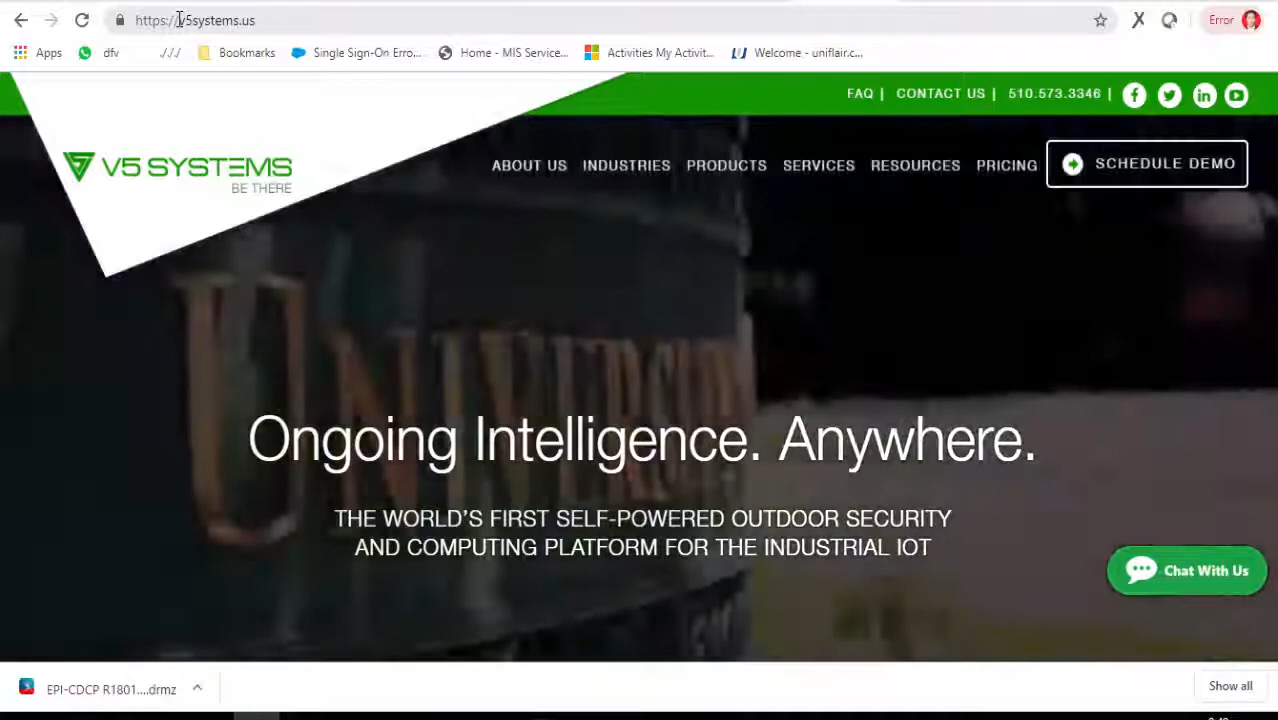 https://v5systems.us
Error
Apps dfv ./// Bookmarks Single Sign-On Erro... Home - MIS Service... Activities My Activit... Welcome - uniflair.c...
FAQ | CONTACT US | 510.573.3346 |
V5 SYSTEMS
BE THERE
ABOUT US INDUSTRIES PRODUCTS SERVICES RESOURCES PRICING SCHEDULE DEMO
UNIVERSI
Ongoing Intelligence. Anywhere.
THE WORLD'S FIRST SELF-POWERED OUTDOOR SECURITY
AND COMPUTING PLATFORM FOR THE INDUSTRIAL IOT
Chat With Us
EPI-CDCP R1801....drmz
Show all